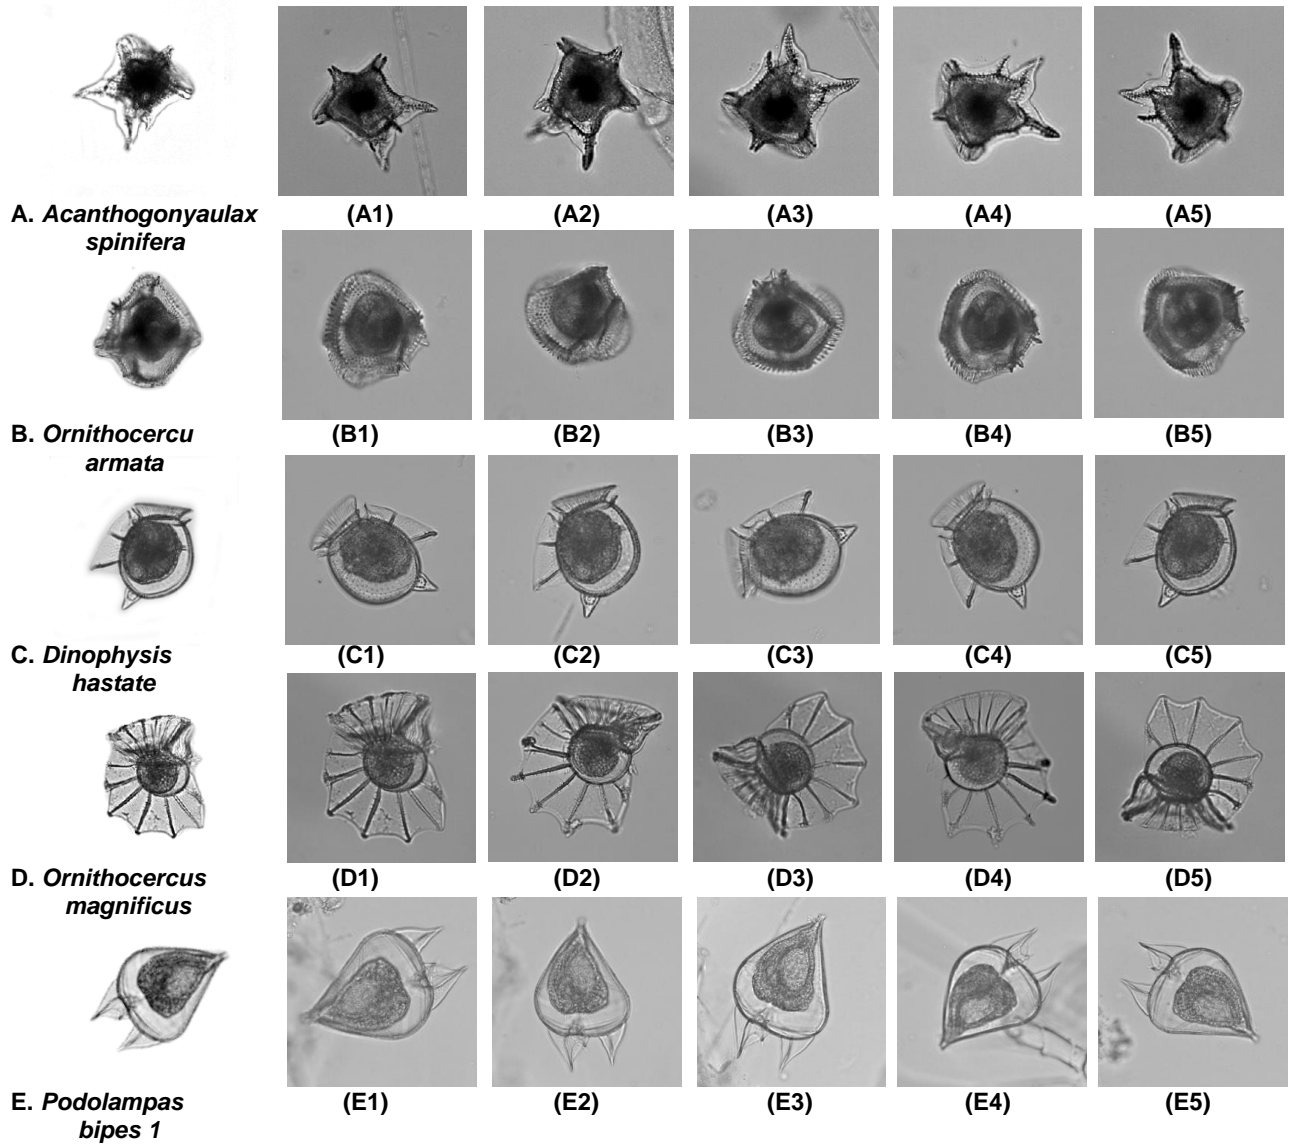 A. Acanthogonyaulax
spinifera
(A1) (A2) (A3) (A4) (A5)
B. Ornithocercu
armata
(B1) (B2) (B3) (B4) (B5)
C. Dinophysis
hastate
(C1) (C2) (C3) (C4) (C5)
D. Ornithocercus
magnificus
(D1) (D2) (D3) (D4) (D5)
E. Podolampas
bipes 1
(E1) (E2) (E3) (E4) (E5)